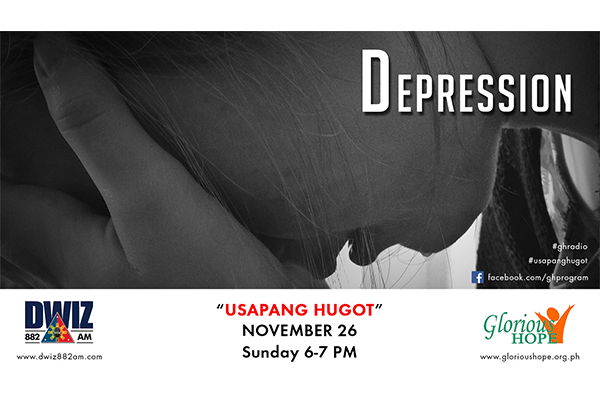 DEPRESSION
#ghradio
#usapanghugot
facebook.com/ghprogram
DWIZ
882 AM
www.dwiz882am.com
“USAPANG HUGOT”
NOVEMBER 26
Sunday 6-7 PM
Glorious
HOPE
www.glorioushope.org.ph